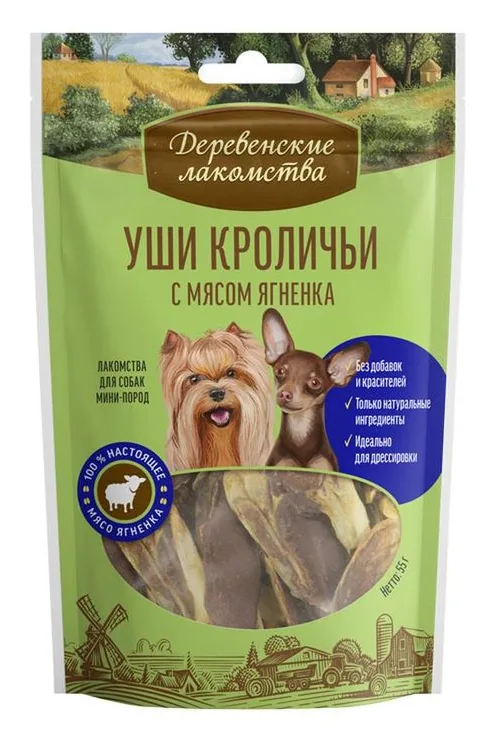 Деревенские
лакомства
УШИ КРОЛИЧЬИ
С МЯСОМ ЯГНЕНКА
ЛАКОМСТВА
ДЛЯ СОБАК
МИНИ-ПОРОД
Без добавок
и красителей
Только натуральные
ингредиенты
Идеально
для дрессировки
100% НАСТОЯЩЕЕ
МЯСО ЯГНЕНКА
Нетто: 55 г